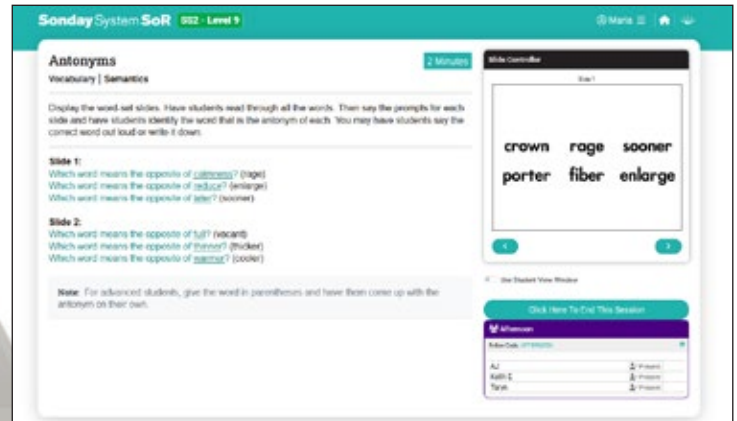 Sonday System SoR SS2 - Level 9
Maria
Antonyms
2 Minutes
Vocabulary | Semantics
Display the word-set slides. Have students read through all the words. Then say the prompts for each
slide and have students identify the word that is the antonym of each. You may have students say the
correct word out loud or write it down.
Slide 1:
Which word means the opposite of calmness? (rage)
Which word means the opposite of reduce? (enlarge)
Which word means the opposite of later? (sooner)
Slide 2:
Which word means the opposite of full? (vacant)
Which word means the opposite of thinner? (thicker)
Which word means the opposite of warmer? (cooler)
Note: For advanced students, give the word in parentheses and have them come up with the
antonym on their own.
Slide Controller
Slide 1
crown rage sooner
porter fiber enlarge
Use Student View Window
Click Here To End This Session
Afternoon
AJ Present
Keith E Present
Taryn Present